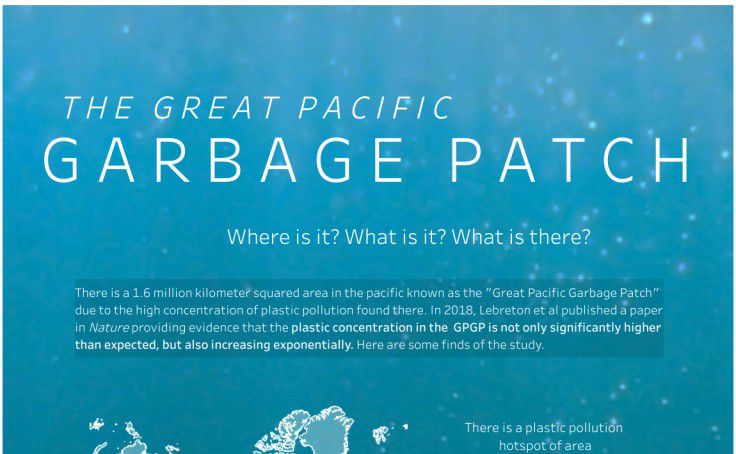 THE GREAT PACIFIC
GARBAGE PATCH
Where is it? What is it? What is there?
There is a 1.6 million kilometer squared area in the pacific known as the "Great Pacific Garbage Patch"
due to the high concentration of plastic pollution found there. In 2018, Lebreton et al published a paper
in Nature providing evidence that the plastic concentration in the GPGP is not only significantly higher
than expected, but also increasing exponentially. Here are some finds of the study.
There is a plastic pollution
hotspot of area